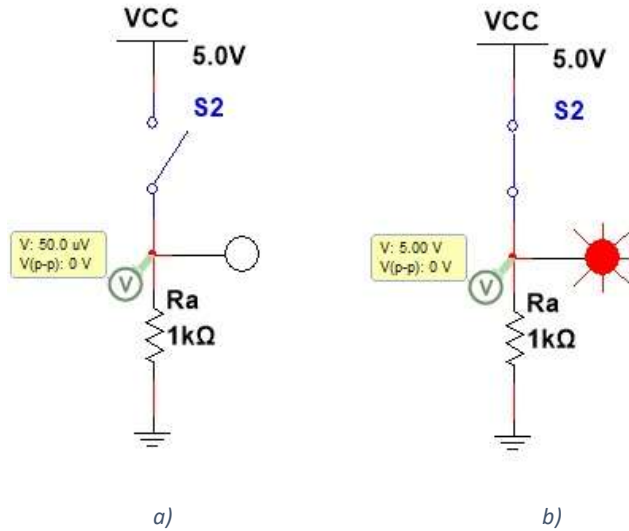 VCC
5.0V
S2
V: 50.0 uV
V(p-p): 0 V
V
Ra
1kΩ
a)
VCC
5.0V
S2
V: 5.00 V
V(p-p): 0 V
V
Ra
1kΩ
b)